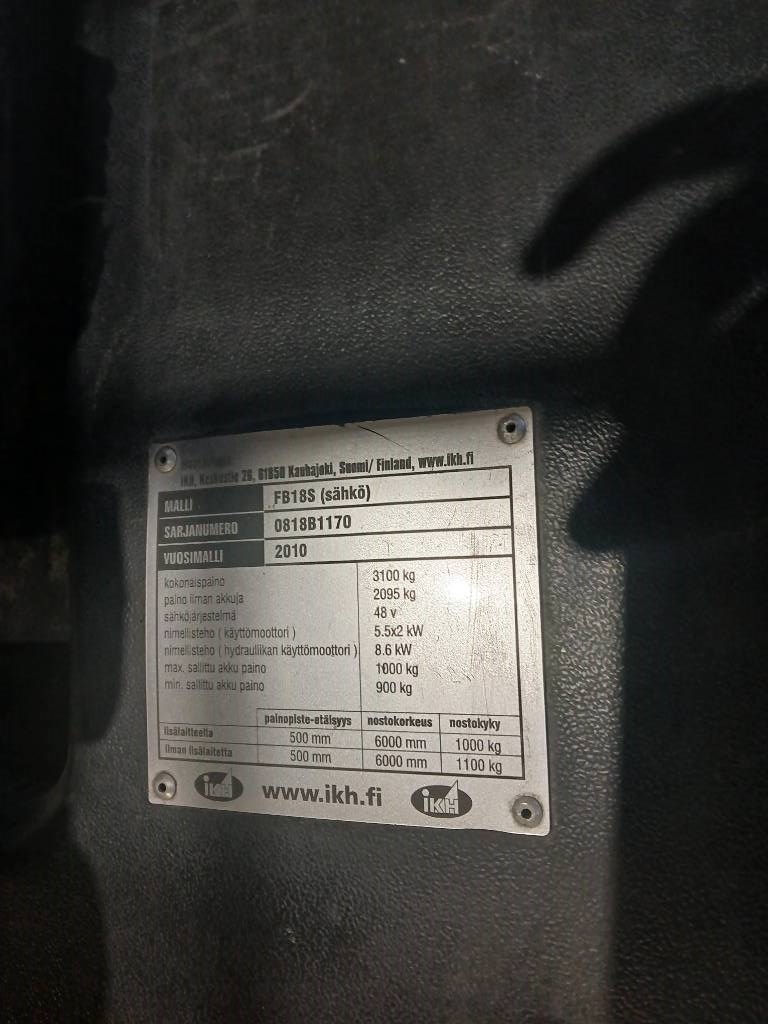 IKH, Keskustie 26, 61850 Kauhajoki, Suomi/ Finland, www.ikh.fi
MALLI FB18S (sähkö)
SARJANUMERO 0818B1170
VUOSIMALLI 2010
kokonaispaino 3100 kg
paino ilman akkuja 2095 kg
sähköjärjestelmä 48 v
nimellisteho ( käyttömoottori ) 5.5x2 kW
nimellisteho ( hydrauliikan käyttömoottori ) 8.6 kW
max. sallittu akku paino 1000 kg
min. sallittu akku paino 900 kg
painopiste-etäisyys nostokorkeus nostokyky
lisälaitteella 500 mm 6000 mm 1000 kg
ilman lisälaitetta 500 mm 6000 mm 1100 kg
iKH www.ikh.fi iKH